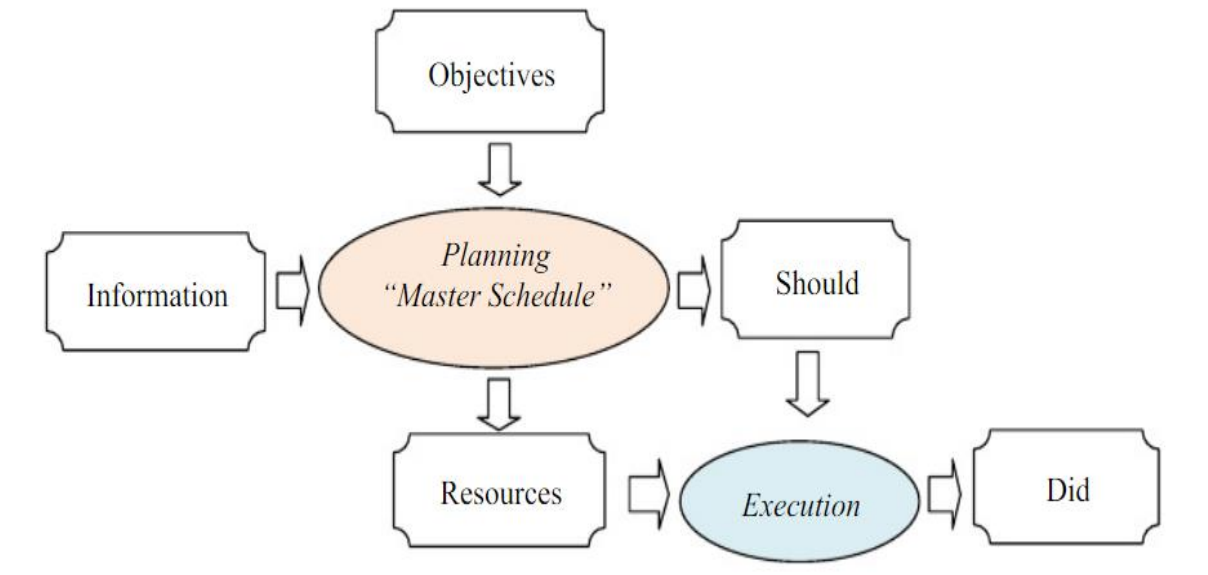 Objectives
Planning
“Master Schedule”
Information
Should
Resources
Execution
Did